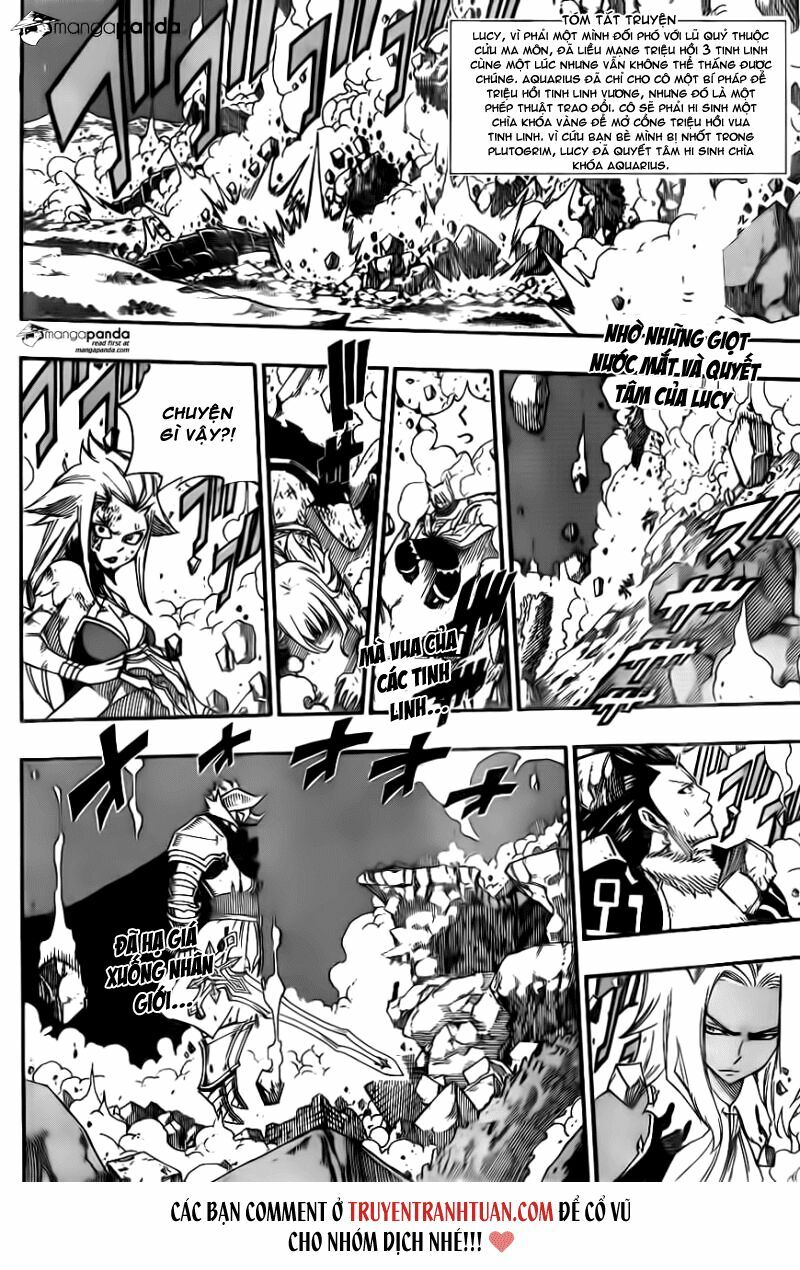 mangapanda
TÓM TẮT TRUYỆN
LUCY, VÌ PHẢI MỘT MÌNH ĐỐI PHÓ VỚI LŨ QUỶ THUỘC
CỬU MA MÔN, ĐÃ LIỀU MẠNG TRIỆU HỒI 3 TINH LINH
CÙNG MỘT LÚC NHƯNG VẪN KHÔNG THỂ THẮNG ĐƯỢC
CHÚNG. AQUARIUS ĐÃ CHỈ CHO CÔ MỘT BÍ PHÁP ĐỂ
TRIỆU HỒI TINH LINH VƯƠNG, NHƯNG ĐÓ LÀ MỘT
PHÉP THUẬT TRAO ĐỔI. CÔ SẼ PHẢI HI SINH MỘT
CHÌA KHÓA VÀNG ĐỂ MỞ CỔNG TRIỆU HỒI VUA
TINH LINH. VÌ CỨU BẠN BÈ MÌNH BỊ NHỐT TRONG
PLUTOGRIM, LUCY ĐÃ QUYẾT TÂM HI SINH CHÌA
KHÓA AQUARIUS.
mangapanda
read first at
mangapanda.com
NHỜ NHỮNG GIỌT
NƯỚC MẮT VÀ QUYẾT
TÂM CỦA LUCY
CHUYỆN
GÌ VẬY?!
MÀ VUA CỦA
CÁC TINH
LINH...
ĐÃ HẠ GIÁ
XUỐNG NHÂN
GIỚI...
CÁC BẠN COMMENT Ở TRUYENTRANHTUAN.COM ĐỂ CỔ VŨ
CHO NHÓM DỊCH NHÉ!!! ❤